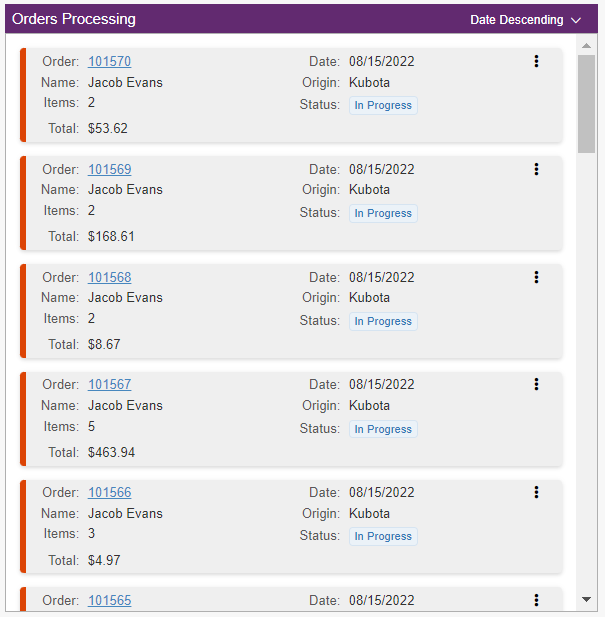 Orders Processing Date Descending
Order: 101570 Date: 08/15/2022
Name: Jacob Evans Origin: Kubota
Items: 2 Status: In Progress
Total: $53.62
Order: 101569 Date: 08/15/2022
Name: Jacob Evans Origin: Kubota
Items: 2 Status: In Progress
Total: $168.61
Order: 101568 Date: 08/15/2022
Name: Jacob Evans Origin: Kubota
Items: 2 Status: In Progress
Total: $8.67
Order: 101567 Date: 08/15/2022
Name: Jacob Evans Origin: Kubota
Items: 5 Status: In Progress
Total: $463.94
Order: 101566 Date: 08/15/2022
Name: Jacob Evans Origin: Kubota
Items: 3 Status: In Progress
Total: $4.97
Order: 101565 Date: 08/15/2022